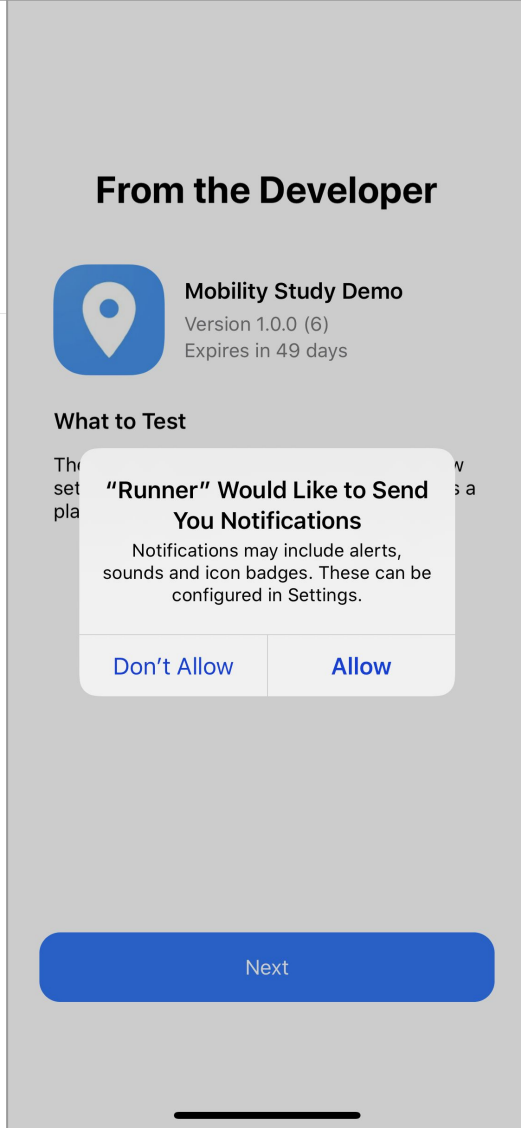 From the Developer
Mobility Study Demo
Version 1.0.0 (6)
Expires in 49 days
What to Test
“Runner” Would Like to Send
You Notifications
Notifications may include alerts,
sounds and icon badges. These can be
configured in Settings.
Don’t Allow
Allow
Next